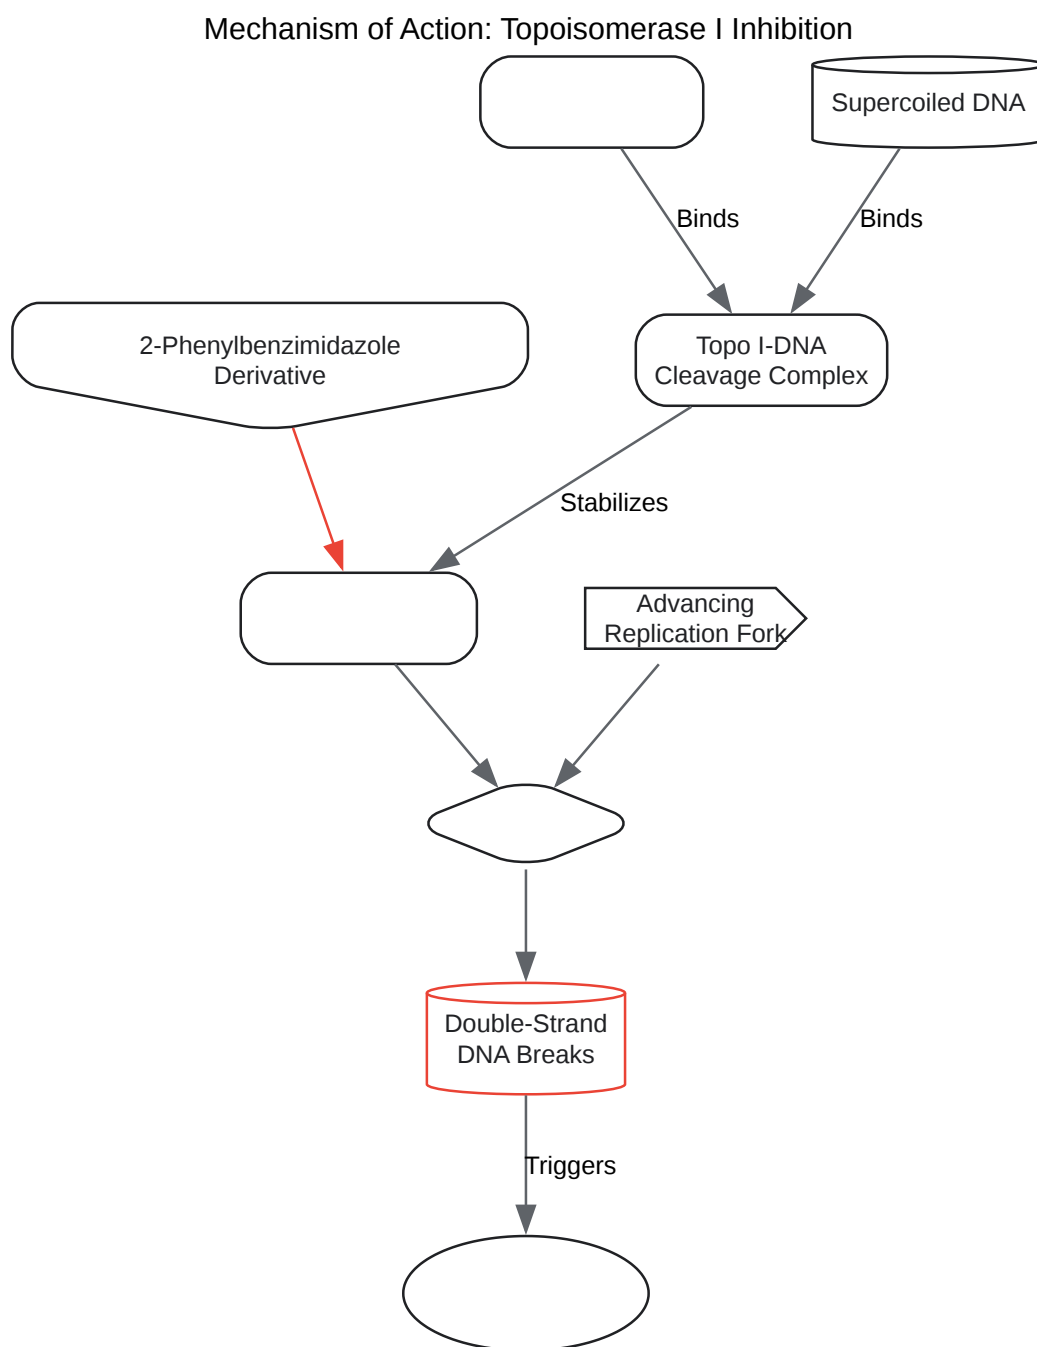 Mechanism of Action: Topoisomerase I Inhibition
Supercoiled DNA
Binds
Binds
2-Phenylbenzimidazole
Derivative
Topo I-DNA
Cleavage Complex
Stabilizes
Advancing
Replication Fork
Double-Strand
DNA Breaks
Triggers